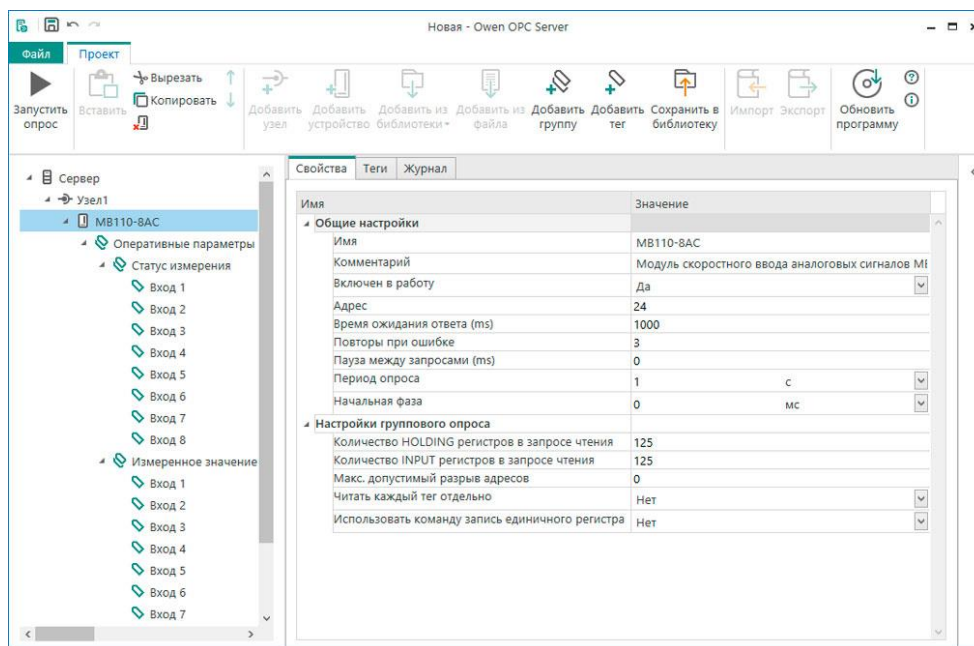 Новая - Owen OPC Server
Файл Проект
Запустить опрос
Вставить
Вырезать
Копировать
Добавить узел
Добавить устройство
Добавить из библиотеки
Добавить из файла
Добавить группу
Добавить тег
Сохранить в библиотеку
Импорт
Экспорт
Обновить программу
Сервер
Узел1
МВ110-8АС
Оперативные параметры
Статус измерения
Вход 1
Вход 2
Вход 3
Вход 4
Вход 5
Вход 6
Вход 7
Вход 8
Измеренное значение
Вход 1
Вход 2
Вход 3
Вход 4
Вход 5
Вход 6
Вход 7
Свойства Теги Журнал
Имя Значение
Общие настройки
Имя МВ110-8АС
Комментарий Модуль скоростного ввода аналоговых сигналов МВ
Включен в работу Да
Адрес 24
Время ожидания ответа (ms) 1000
Повторы при ошибке 3
Пауза между запросами (ms) 0
Период опроса 1 с
Начальная фаза 0 мс
Настройки группового опроса
Количество HOLDING регистров в запросе чтения 125
Количество INPUT регистров в запросе чтения 125
Макс. допустимый разрыв адресов 0
Читать каждый тег отдельно Нет
Использовать команду запись единичного регистра Нет